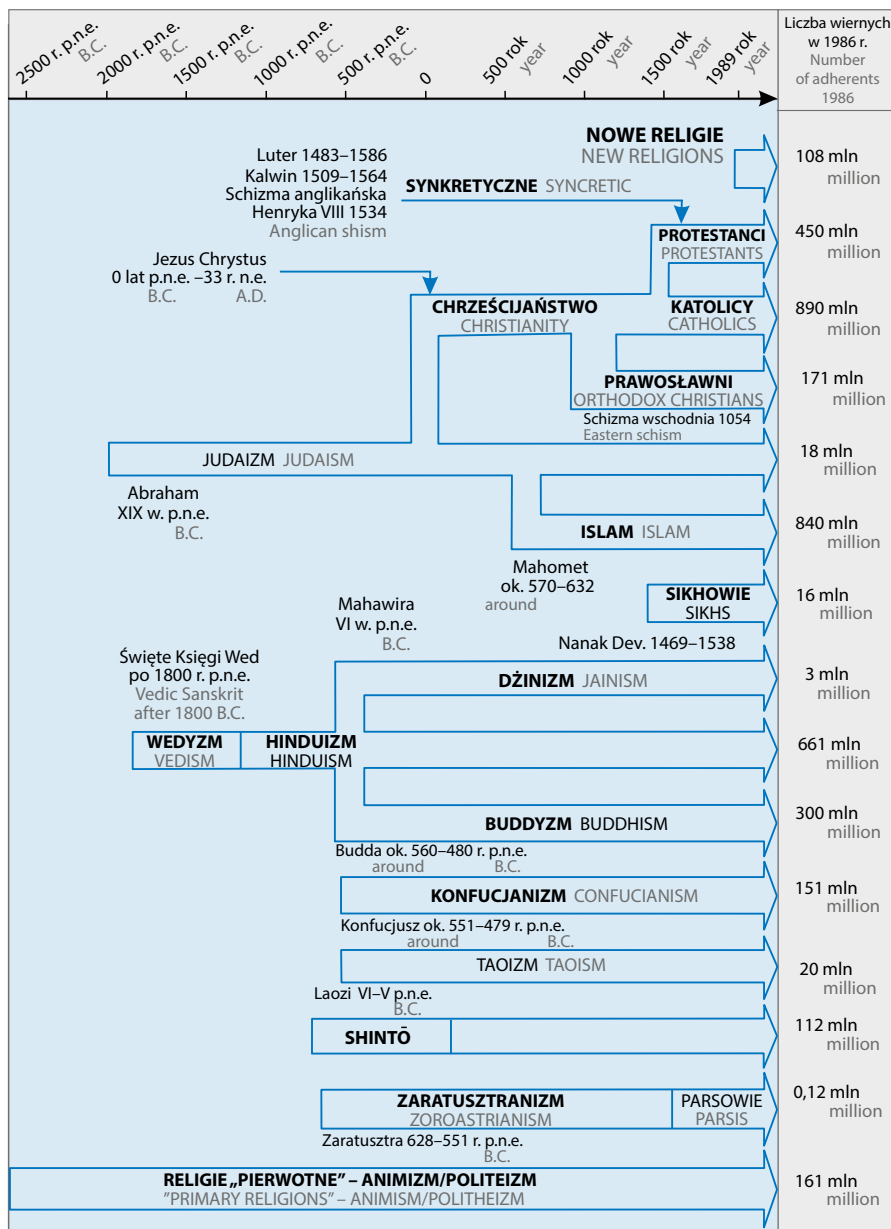 2500 r. p.n.e.
B.C.
2000 r. p.n.e.
B.C.
1500 r. p.n.e.
B.C.
1000 r. p.n.e.
B.C.
500 r. p.n.e.
B.C.
0
500 rok
year
1000 rok
year
1500 rok
year
1989 rok
year
Liczba wiernych
w 1986 r.
Number
of adherents
1986
NOWE RELIGIE
NEW RELIGIONS
108 mln
million
Luter 1483–1586
Kalwin 1509–1564
Schizma anglikańska
Henryka VIII 1534
Anglican shism
SYNKRETYCZNE SYNCRETIC
PROTESTANCI
PROTESTANTS
450 mln
million
Jezus Chrystus
0 lat p.n.e. –33 r. n.e.
B.C. A.D.
CHRZEŚCIJAŃSTWO
CHRISTIANITY
KATOLICY
CATHOLICS
890 mln
million
PRAWOSŁAWNI
ORTHODOX CHRISTIANS
171 mln
million
Schizma wschodnia 1054
Eastern schism
JUDAIZM JUDAISM
18 mln
million
Abraham
XIX w. p.n.e.
B.C.
ISLAM ISLAM
840 mln
million
Mahomet
ok. 570–632
around
SIKHOWIE
SIKHS
16 mln
million
Mahawira
VI w. p.n.e.
B.C.
Nanak Dev. 1469–1538
Święte Księgi Wed
po 1800 r. p.n.e.
Vedic Sanskrit
after 1800 B.C.
DŻINIZM JAINISM
3 mln
million
WEDYZM
VEDISM
HINDUIZM
HINDUISM
661 mln
million
BUDDYZM BUDDHISM
300 mln
million
Budda ok. 560–480 r. p.n.e.
around B.C.
KONFUCJANIZM CONFUCIANISM
151 mln
million
Konfucjusz ok. 551–479 r. p.n.e.
around B.C.
TAOIZM TAOISM
20 mln
million
Laozi VI–V p.n.e.
B.C.
SHINTŌ
112 mln
million
ZARATUSZTRANIZM
ZOROASTRIANISM
PARSOWIE
PARSIS
0,12 mln
million
Zaratusztra 628–551 r. p.n.e.
B.C.
RELIGIE „PIERWOTNE” – ANIMIZM/POLITEIZM
”PRIMARY RELIGIONS” – ANIMISM/POLITHEIZM
161 mln
million